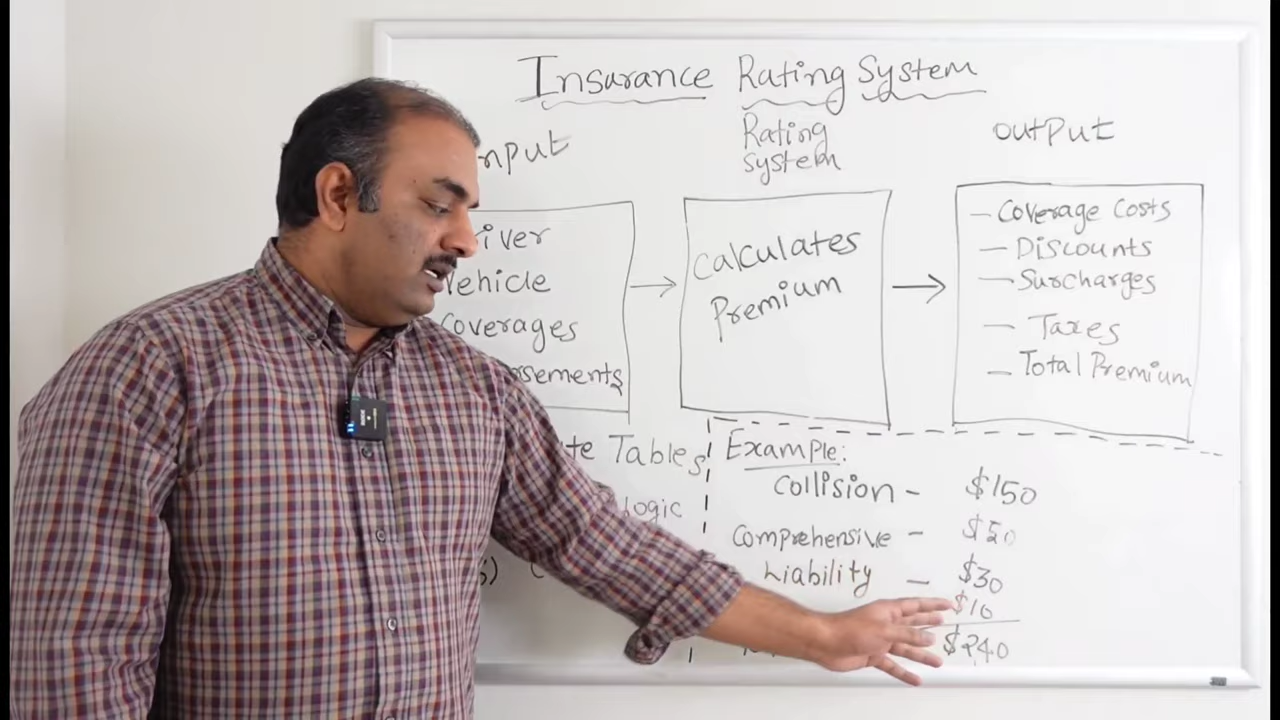 Insurance Rating System
nput
Rating
system
output
iver
Vehicle
Coverages
sements
Calculates
Premium
- Coverage Costs
- Discounts
- Surcharges
- Taxes
- Total Premium
te Tables
logic
Example:
Collision - $150
Comprehensive - $50
Liability - $30
$10
$240